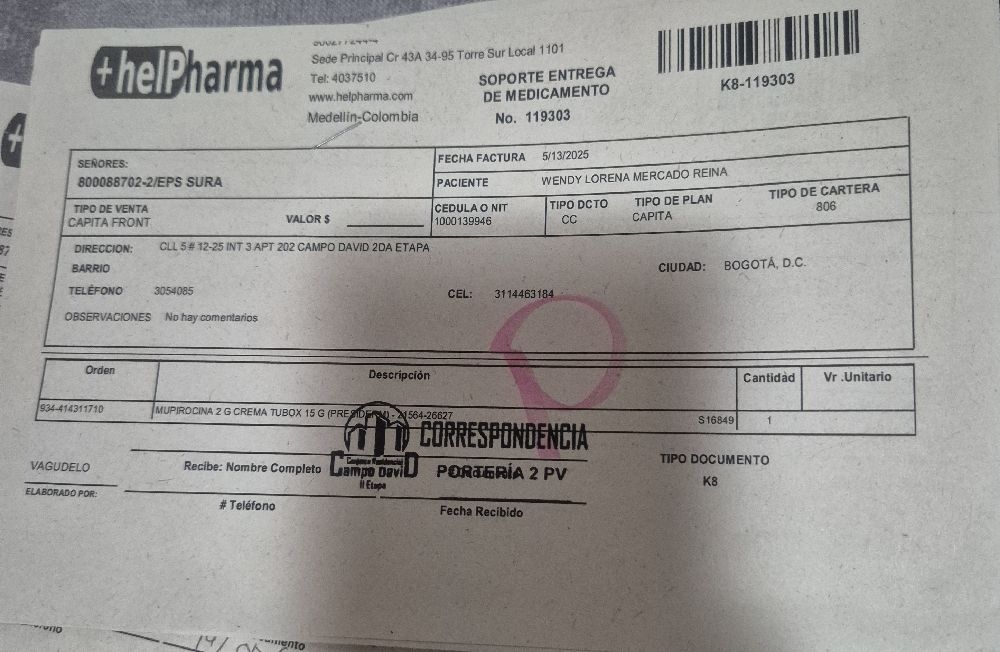 +helPharma
Sede Principal Cr 43A 34-95 Torre Sur Local 1101
Tel: 4037510
www.helpharma.com
Medellín-Colombia
SOPORTE ENTREGA
DE MEDICAMENTO
No. 119303
K8-119303
SEÑORES:
800088702-2/EPS SURA
FECHA FACTURA 5/13/2025
PACIENTE WENDY LORENA MERCADO REINA
TIPO DE VENTA
CAPITA FRONT
VALOR $
CEDULA O NIT
1000139946
TIPO DCTO
CC
TIPO DE PLAN
CAPITA
TIPO DE CARTERA
806
DIRECCION: CLL 5 # 12-25 INT 3 APT 202 CAMPO DAVID 2DA ETAPA
BARRIO
CIUDAD: BOGOTÁ, D.C.
TELÉFONO 3054085
CEL: 3114463184
OBSERVACIONES No hay comentarios
Orden Descripción Cantidad Vr .Unitario
934-414311710 MUPIROCINA 2 G CREMA TUBOX 15 G (PRESIDERM) - 21564-26627 S16849 1
CORRESPONDENCIA
Campo DaviD
II Etapa
PORTERÍA 2 PV
VAGUDELO
ELABORADO POR:
Recibe: Nombre Completo
# Teléfono
Fecha Recibido
TIPO DOCUMENTO
K8